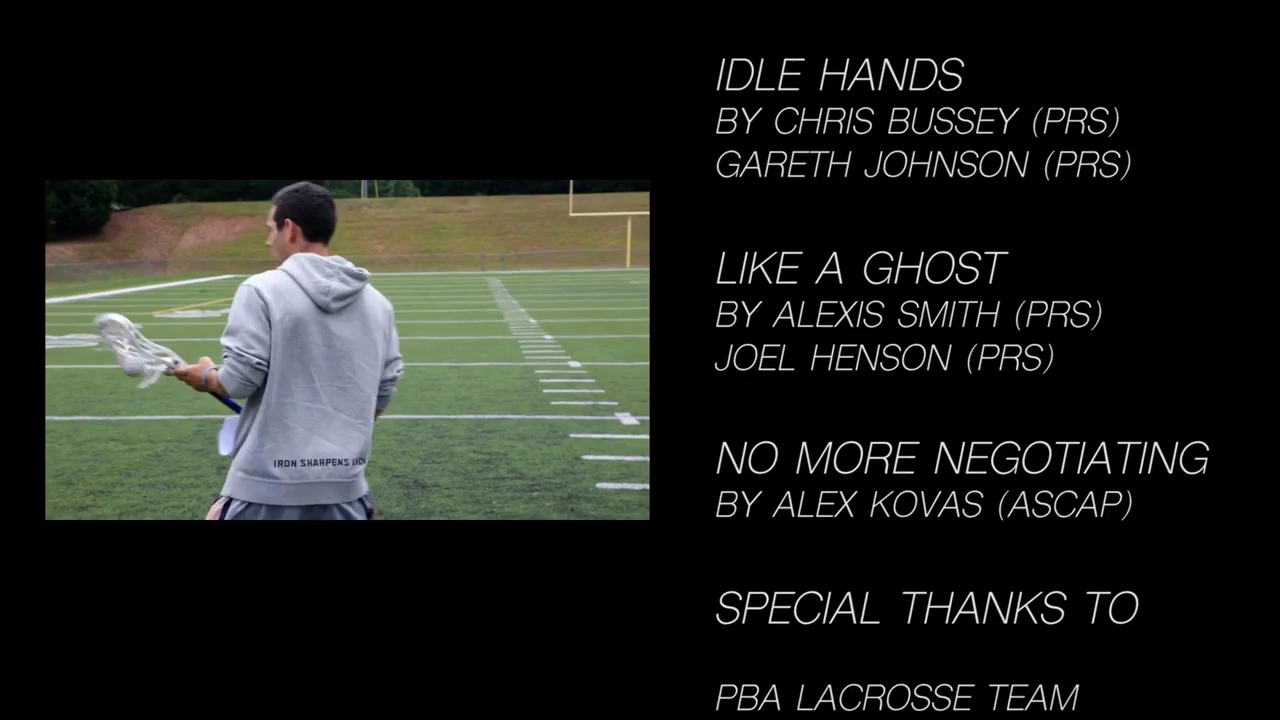 IDLE HANDS
BY CHRIS BUSSEY (PRS)
GARETH JOHNSON (PRS)
LIKE A GHOST
BY ALEXIS SMITH (PRS)
JOEL HENSON (PRS)
NO MORE NEGOTIATING
BY ALEX KOVAS (ASCAP)
SPECIAL THANKS TO
PBA LACROSSE TEAM
IRON SHARPENS IRON